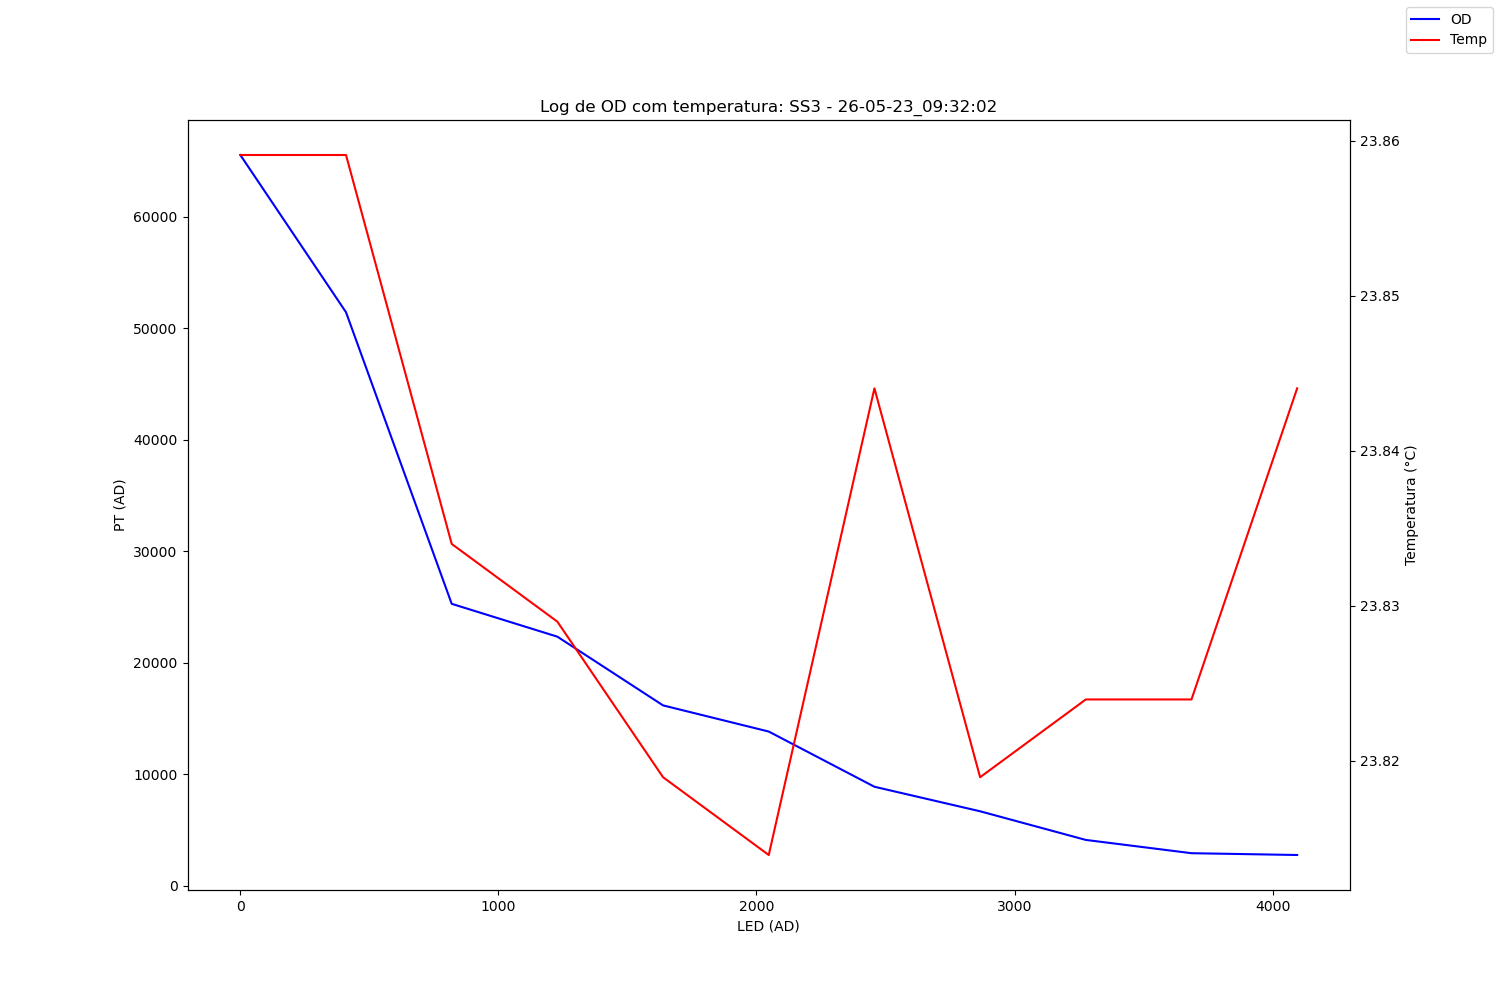 OD
Temp
Log de OD com temperatura: SS3 - 26-05-23_09:32:02
60000
50000
40000
30000
20000
10000
0
PT (AD)
23.86
23.85
23.84
23.83
23.82
Temperatura (°C)
0
1000
2000
3000
4000
LED (AD)